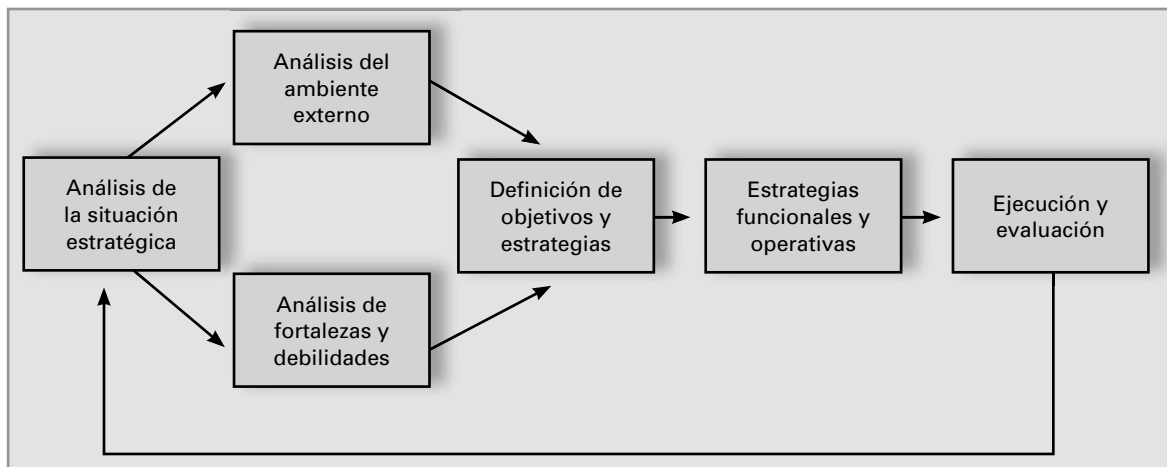 Análisis de
la situación
estratégica
Análisis del
ambiente
externo
Análisis de
fortalezas y
debilidades
Definición de
objetivos y
estrategias
Estrategias
funcionales y
operativas
Ejecución y
evaluación